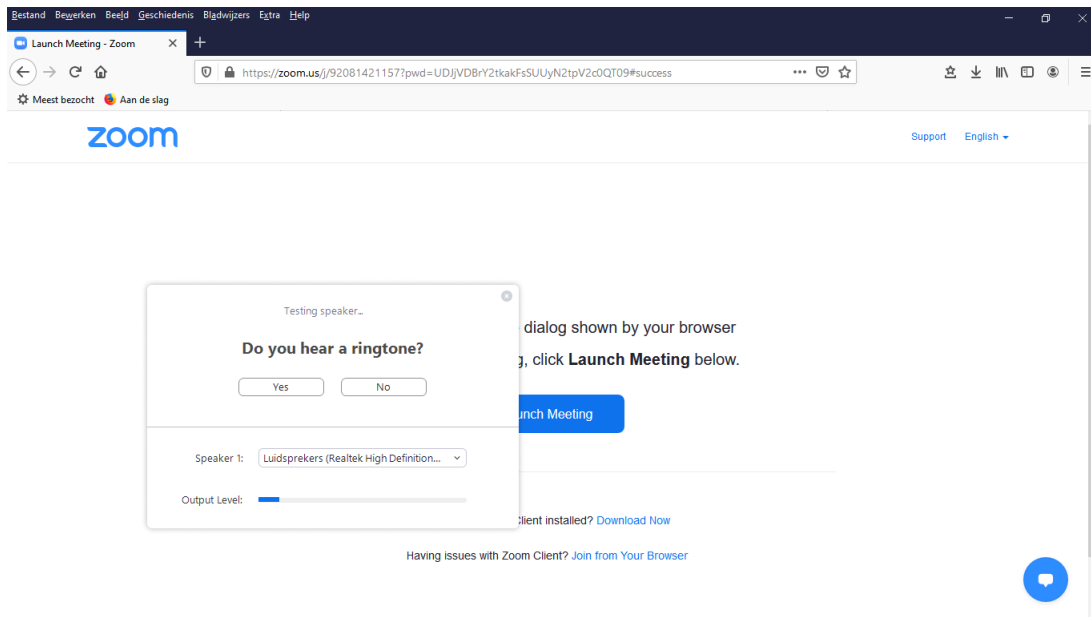 Bestand Bewerken Beeld Geschiedenis Bladwijzers Extra Help
Launch Meeting - Zoom
https://zoom.us/j/92081421157?pwd=UDJjVDBrY2tkakFsSUUyN2tpV2c0QT09#success
Meest bezocht Aan de slag
zoom Support English
Testing speaker...
Do you hear a ringtone?
Yes No
dialog shown by your browser
g, click Launch Meeting below.
unch Meeting
Speaker 1: Luidsprekers (Realtek High Definition...
Output Level:
Client installed? Download Now
Having issues with Zoom Client? Join from Your Browser